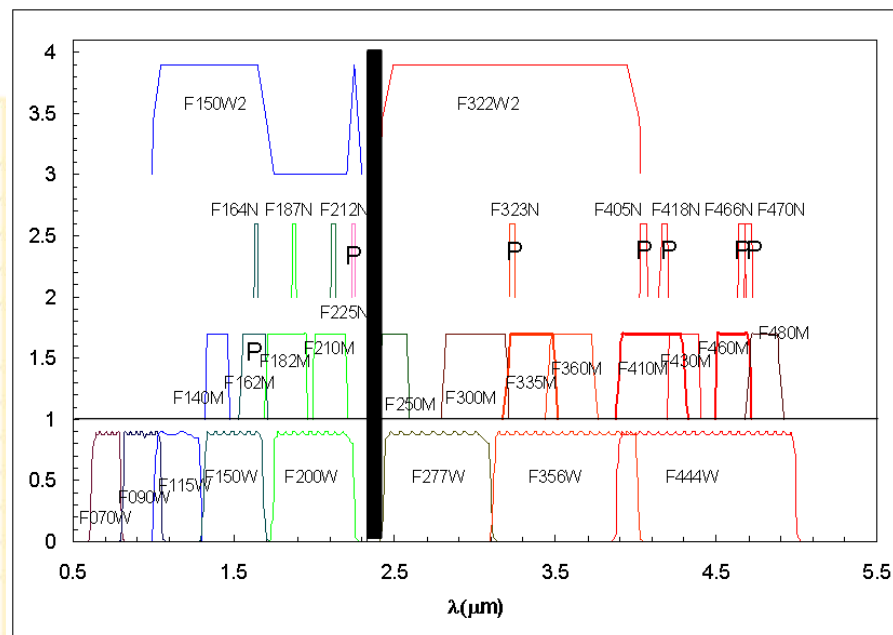 4
F150W2 F322W2
3.5
3
F164N F187N F212N F323N F405N F418N F466N F470N
2.5
P P P P P P
2
F225N
F480M
1.5
P F182M F210M F335M F360M F410M F430M F460M
F140M F162M F250M F300M
1
F070W F090W F115W F150W F200W F277W F356W F444W
0.5
0
0.5 1.5 2.5 3.5 4.5 5.5
λ(μm)